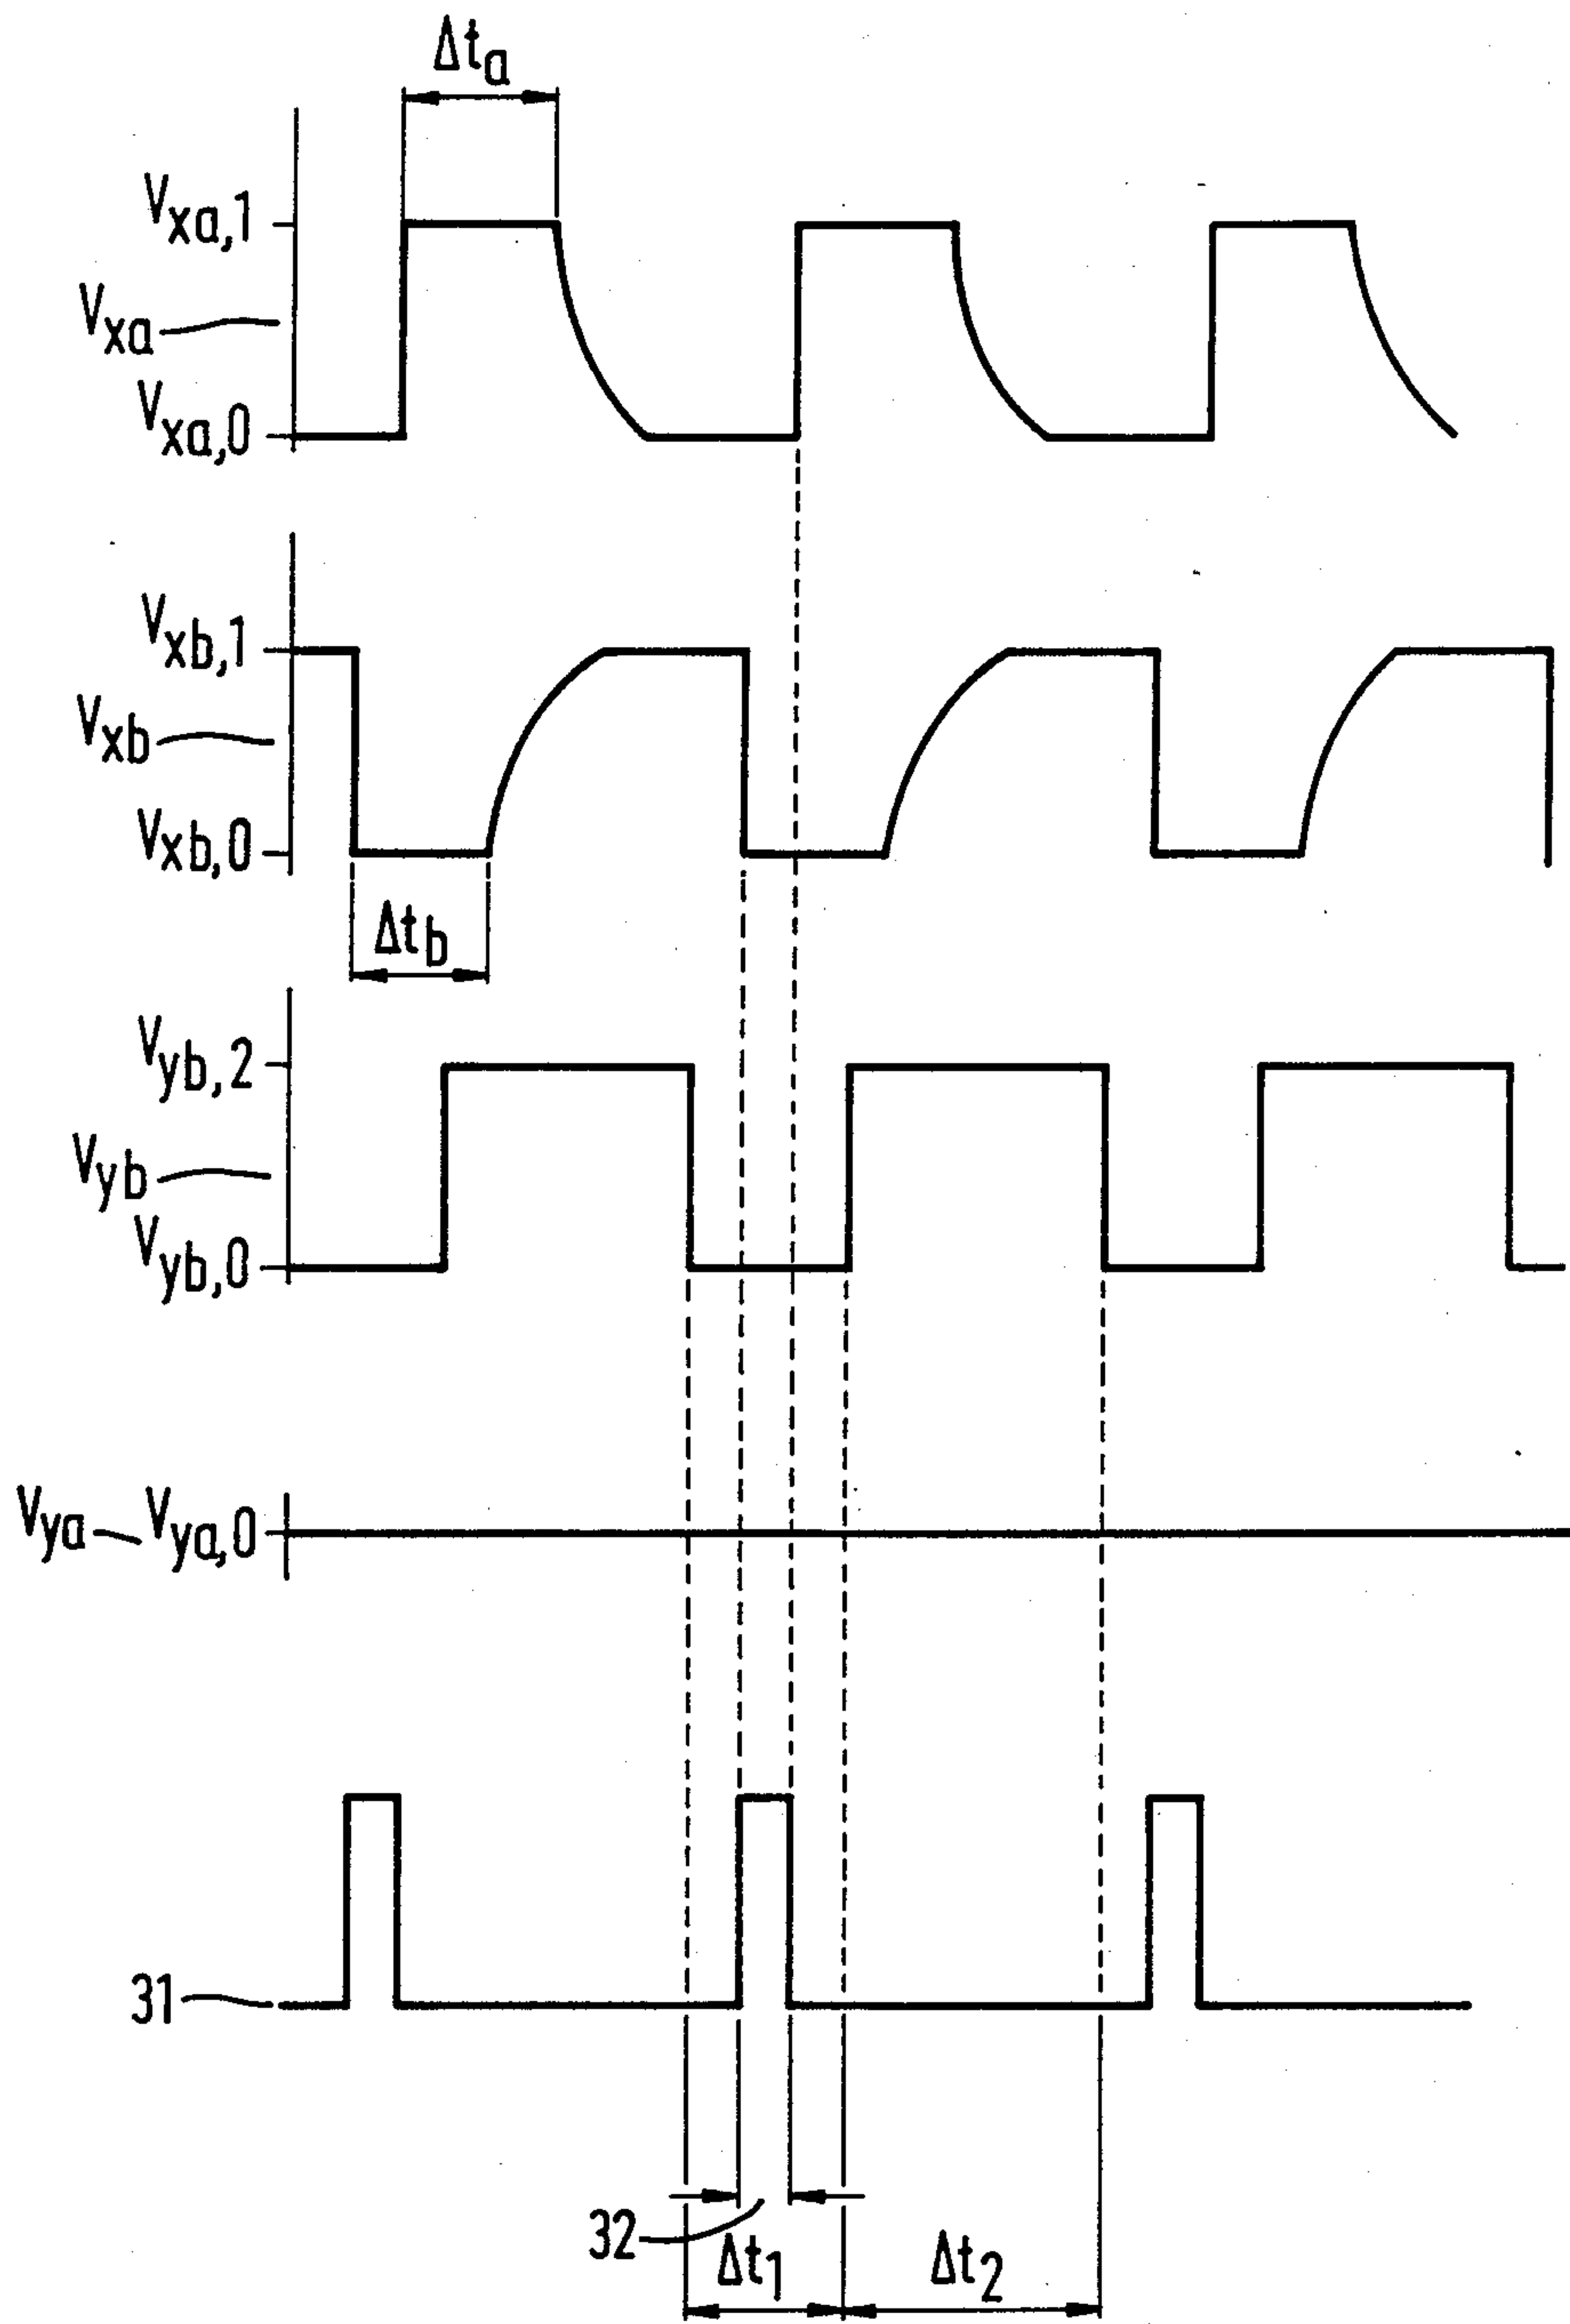 Δta
Vxa,1
Vxa
Vxa,0
Vxb,1
Vxb
Vxb,0
Δtb
Vyb,2
Vyb
Vyb,0
Vya Vya,0
31
32
Δt1
Δt2